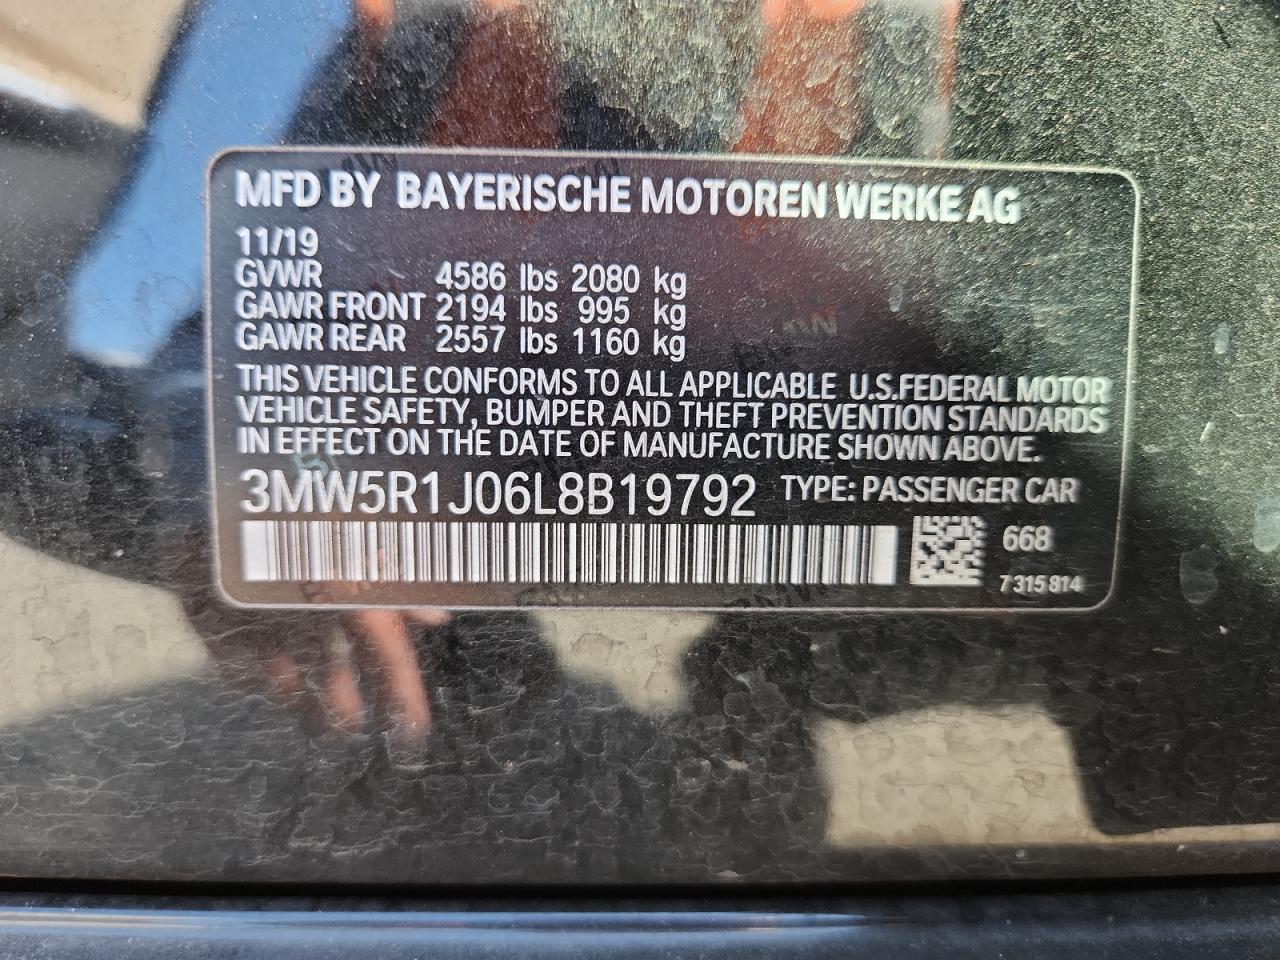 MFD BY BAYERISCHE MOTOREN WERKE AG
11/19
GVWR 4586 lbs 2080 kg
GAWR FRONT 2194 lbs 995 kg
GAWR REAR 2557 lbs 1160 kg
THIS VEHICLE CONFORMS TO ALL APPLICABLE U.S.FEDERAL MOTOR
VEHICLE SAFETY, BUMPER AND THEFT PREVENTION STANDARDS
IN EFFECT ON THE DATE OF MANUFACTURE SHOWN ABOVE.
3MW5R1J06L8B19792 TYPE: PASSENGER CAR
668
7 315 814